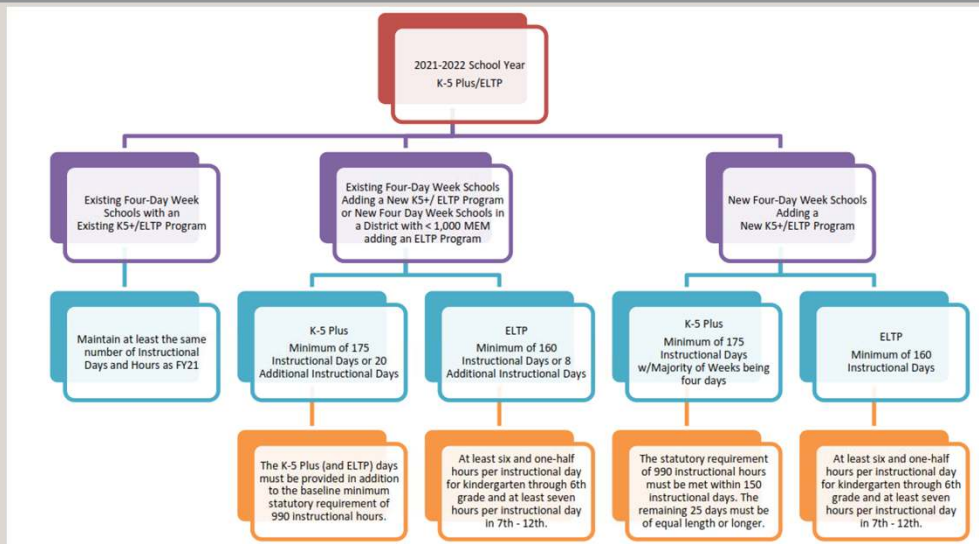 2021-2022 School Year
K-5 Plus/ELTP
Existing Four-Day Week
Schools with an
Existing K5+/ELTP Program
Existing Four-Day Week Schools
Adding a New K5+/ ELTP Program
or New Four Day Week Schools in
a District with < 1,000 MEM
adding an ELTP Program
New Four-Day Week Schools
Adding a
New K5+/ELTP Program
Maintain at least the same
number of Instructional
Days and Hours as FY21
K-5 Plus
Minimum of 175
Instructional Days or 20
Additional Instructional Days
ELTP
Minimum of 160
Instructional Days or 8
Additional Instructional Days
K-5 Plus
Minimum of 175
Instructional Days
w/Majority of Weeks being
four days
ELTP
Minimum of 160
Instructional Days
The K-5 Plus (and ELTP) days
must be provided in addition
to the baseline minimum
statutory requirement of
990 instructional hours.
At least six and one-half
hours per instructional day
for kindergarten through 6th
grade and at least seven
hours per instructional day
in 7th - 12th.
The statutory requirement
of 990 instructional hours
must be met within 150
instructional days. The
remaining 25 days must be
of equal length or longer.
At least six and one-half
hours per instructional day
for kindergarten through 6th
grade and at least seven
hours per instructional day
in 7th - 12th.